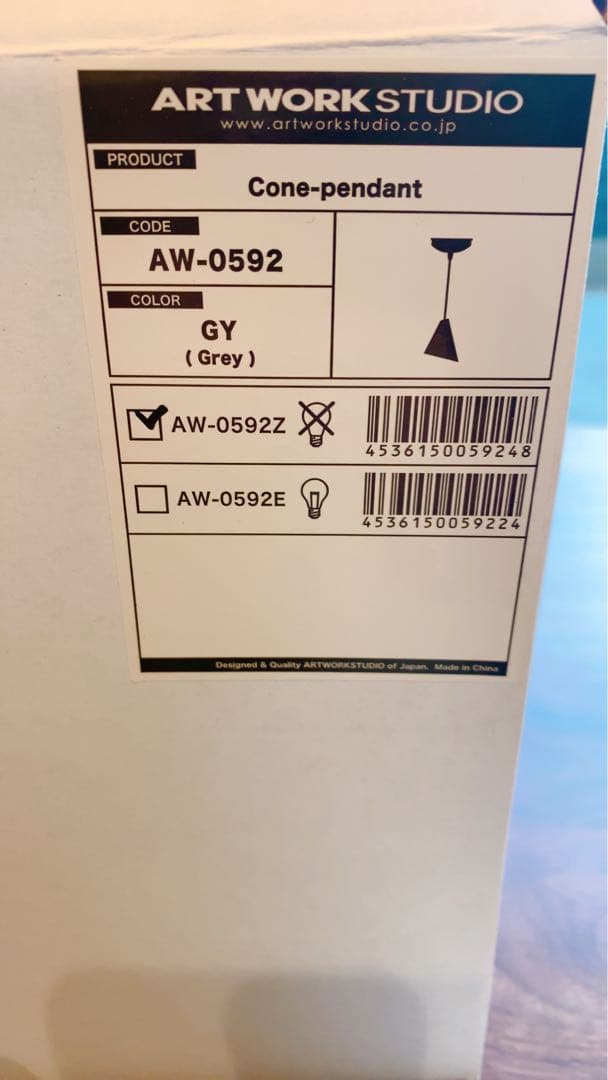 ART WORK STUDIO
www.artworkstudio.co.jp
PRODUCT
Cone-pendant
CODE
AW-0592
COLOR
GY
( Grey )
AW-0592Z
4536150059248
AW-0592E
4536150059224
Designed & Quality ARTWORKSTUDIO of Japan. Made in China